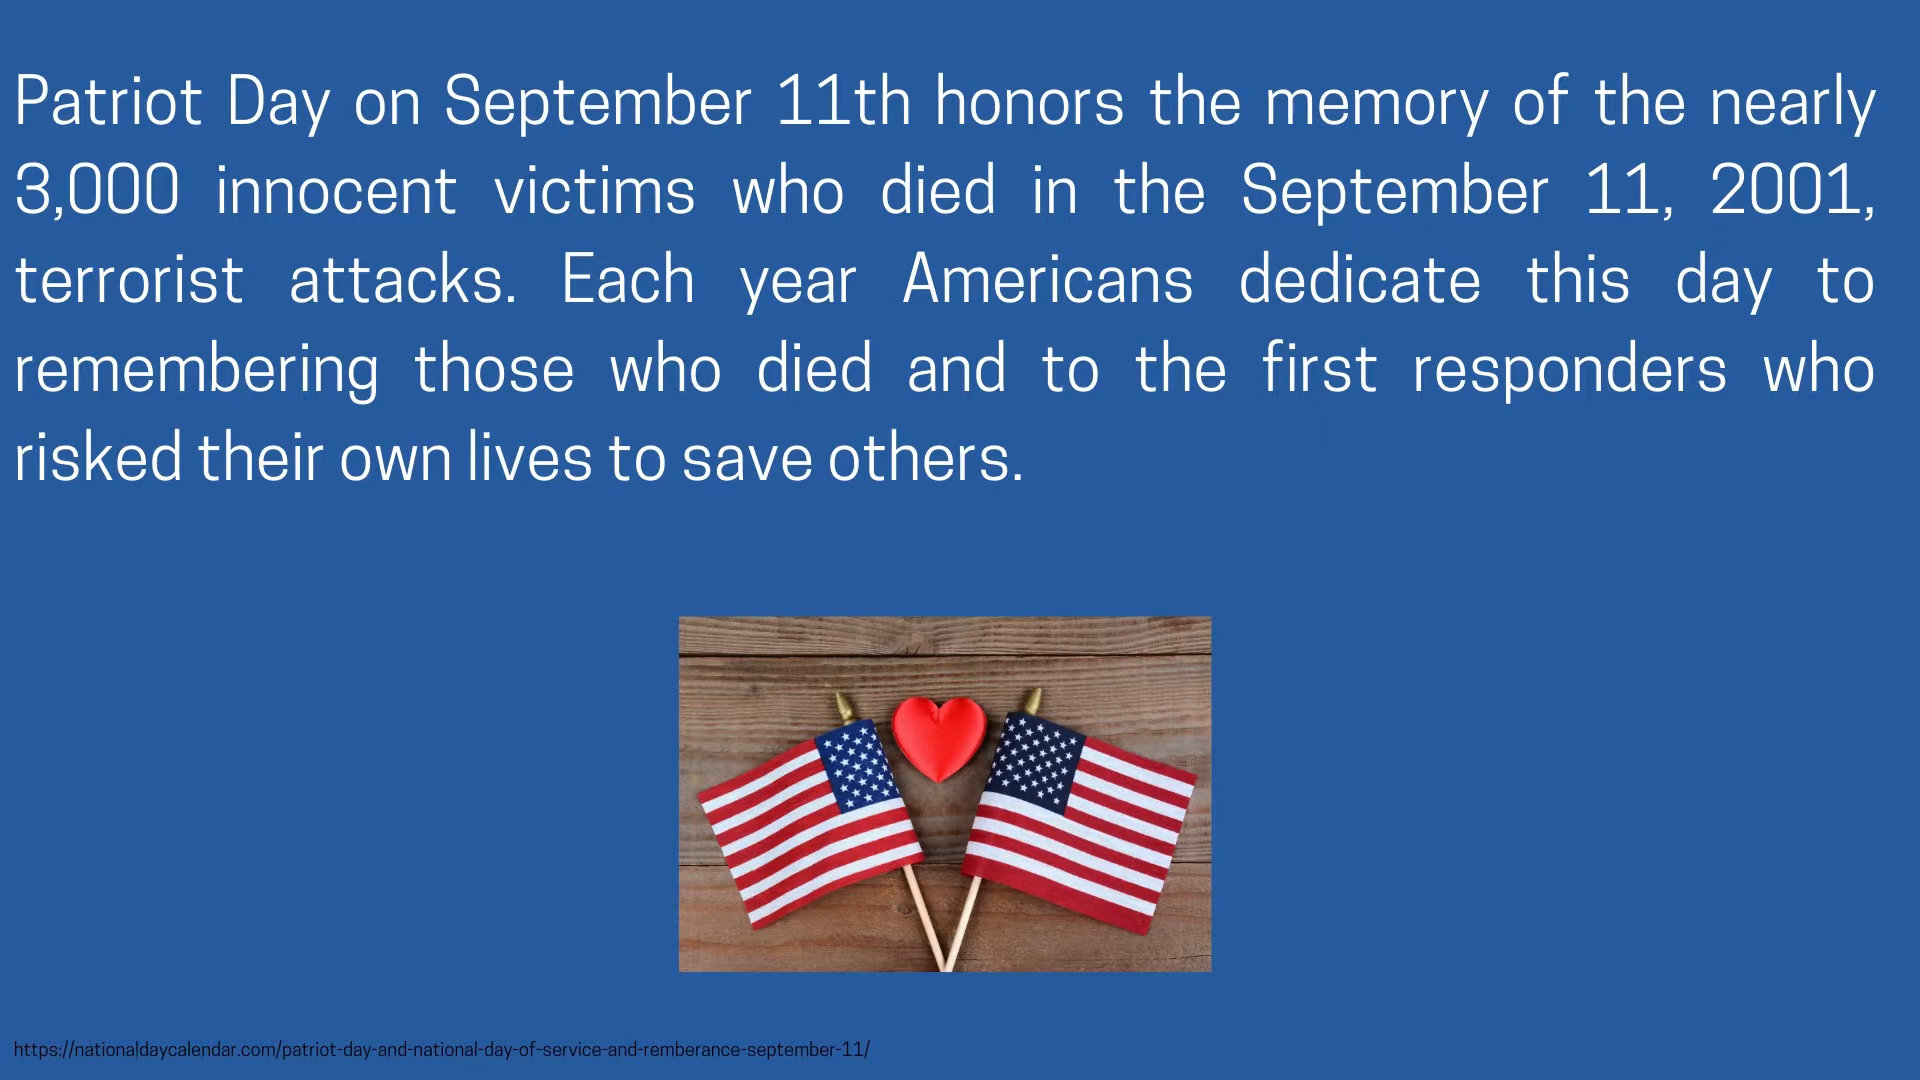 Patriot Day on September 11th honors the memory of the nearly
3,000 innocent victims who died in the September 11, 2001,
terrorist attacks. Each year Americans dedicate this day to
remembering those who died and to the first responders who
risked their own lives to save others.
https://nationaldaycalendar.com/patriot-day-and-national-day-of-service-and-remberance-september-11/